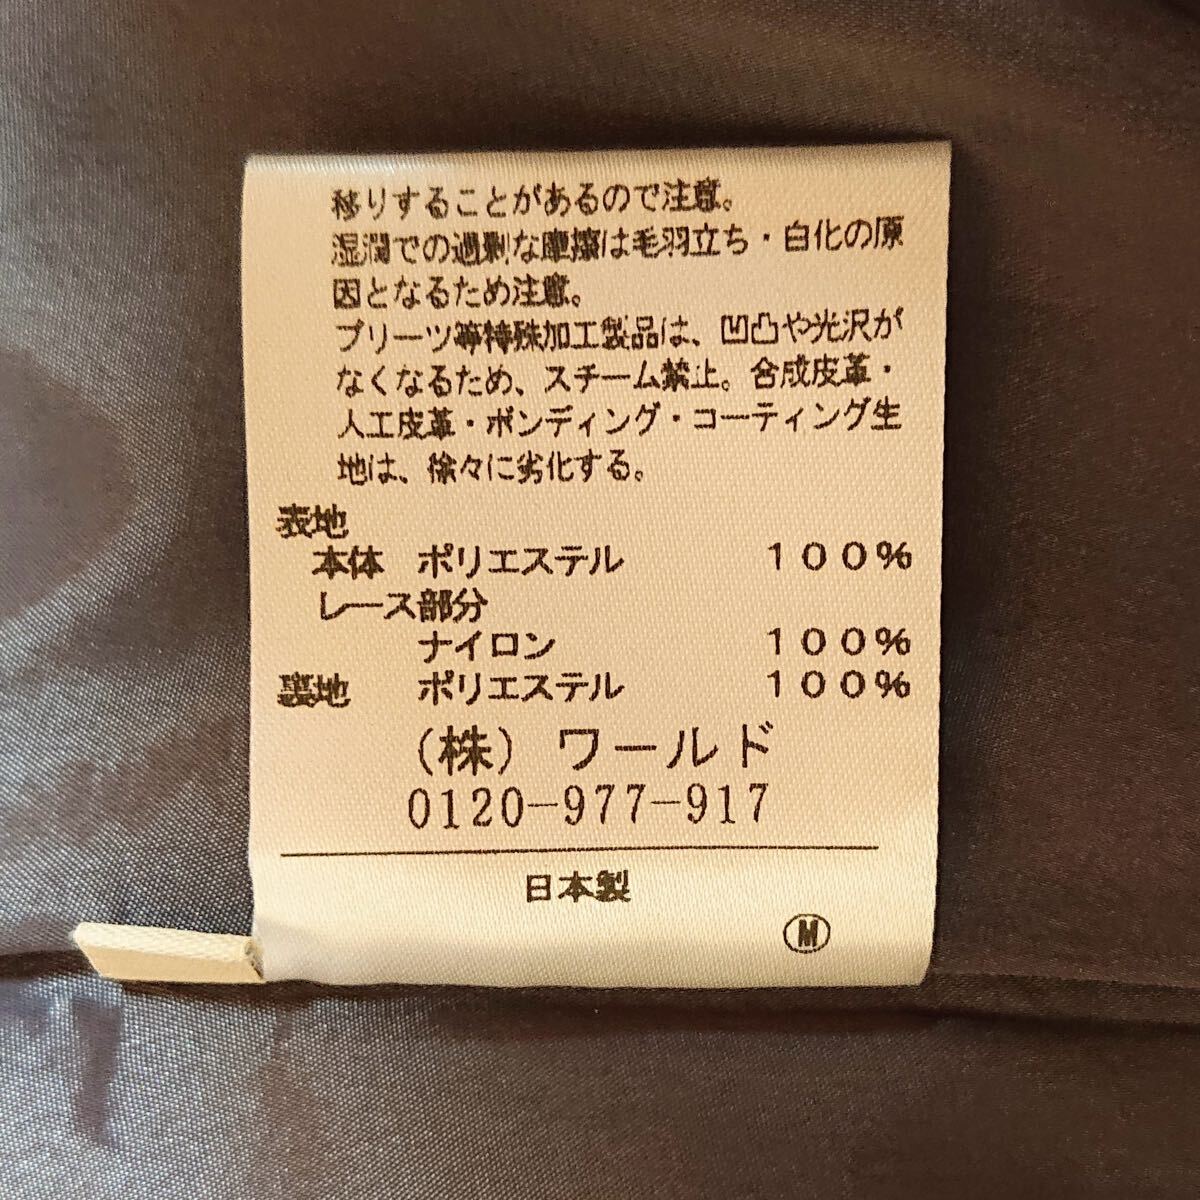 移りすることがあるので注意。
湿潤での過剰な摩擦は毛羽立ち・白化の原
因となるため注意。
プリーツ等特殊加工製品は、凹凸や光沢が
なくなるため、スチーム禁止。合成皮革・
人工皮革・ボンディング・コーティング生
地は、徐々に劣化する。
表地
本体 ポリエステル 100%
レース部分
ナイロン 100%
裏地 ポリエステル 100%
(株) ワールド
0120-977-917
日本製
M